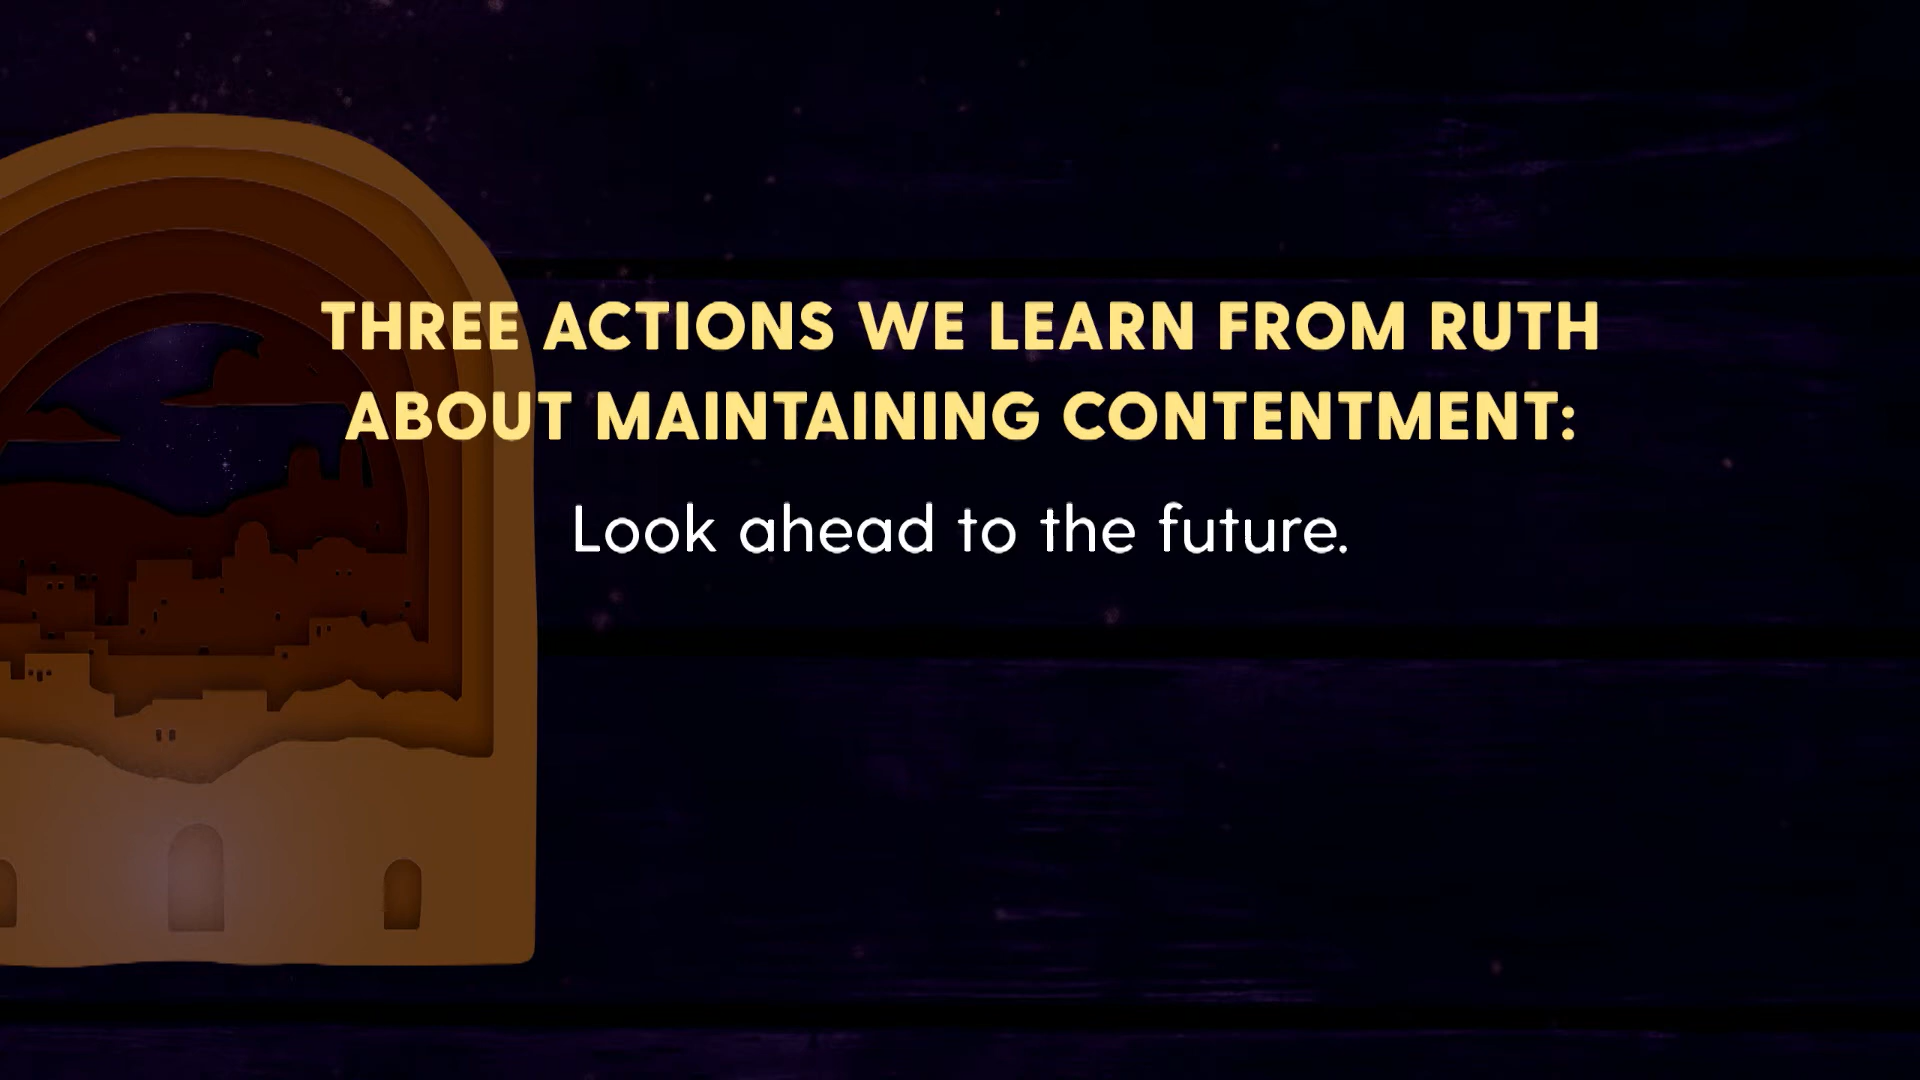 THREE ACTIONS WE LEARN FROM RUTH
ABOUT MAINTAINING CONTENTMENT:
Look ahead to the future.